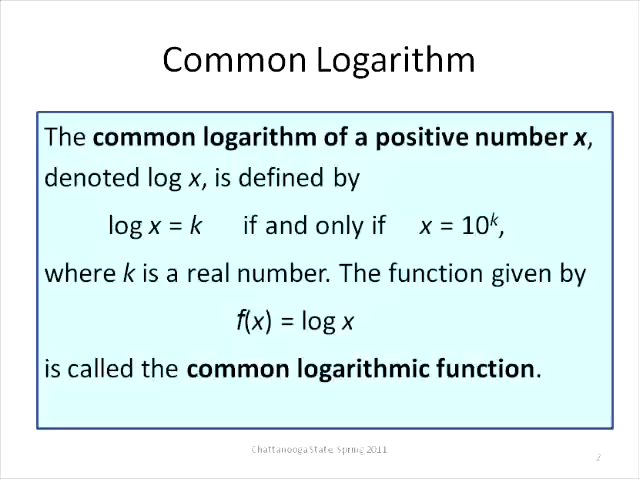 Common Logarithm
The common logarithm of a positive number x,
denoted log x, is defined by
log x = k if and only if x = 10ᵏ,
where k is a real number. The function given by
f(x) = log x
is called the common logarithmic function.
Chattanooga State, Spring 2011
2